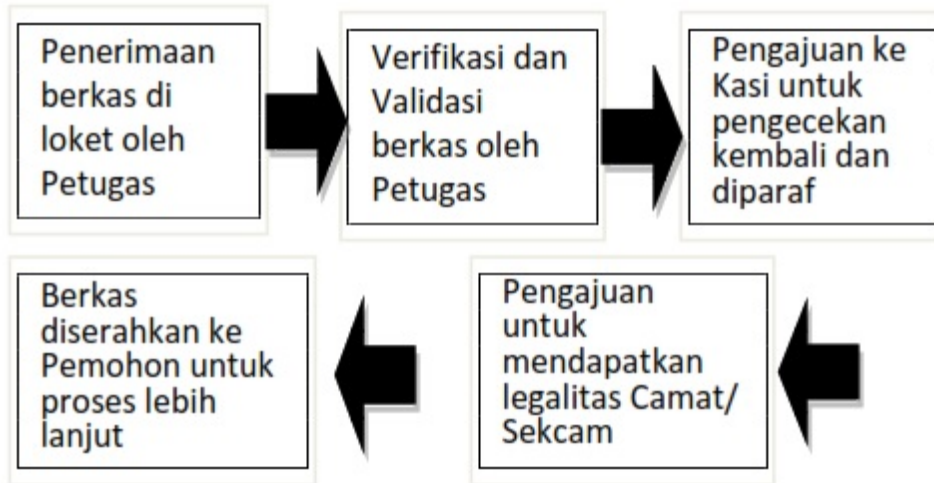 Penerimaan
berkas di
loket oleh
Petugas
Verifikasi dan
Validasi
berkas oleh
Petugas
Pengajuan ke
Kasi untuk
pengecekan
kembali dan
diparaf
Pengajuan
untuk
mendapatkan
legalitas Camat/
Sekcam
Berkas
diserahkan ke
Pemohon untuk
proses lebih
lanjut